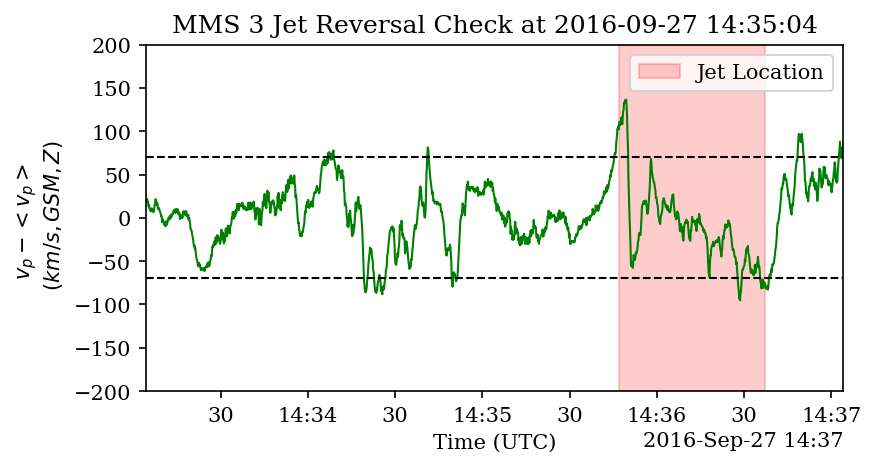 MMS 3 Jet Reversal Check at 2016-09-27 14:35:04
Jet Location
200
150
100
50
0
−50
−100
−150
−200
v_p − < v_p >
(km/s, GSM, Z)
30
14:34
30
14:35
30
14:36
30
14:37
Time (UTC)
2016-Sep-27 14:37